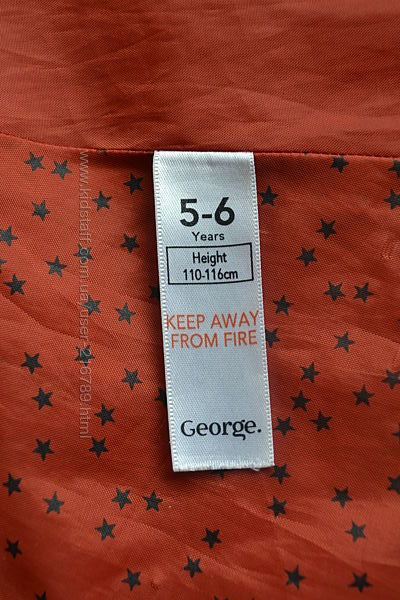 5-6
Years
Height
110-116cm
KEEP AWAY
FROM FIRE
George.